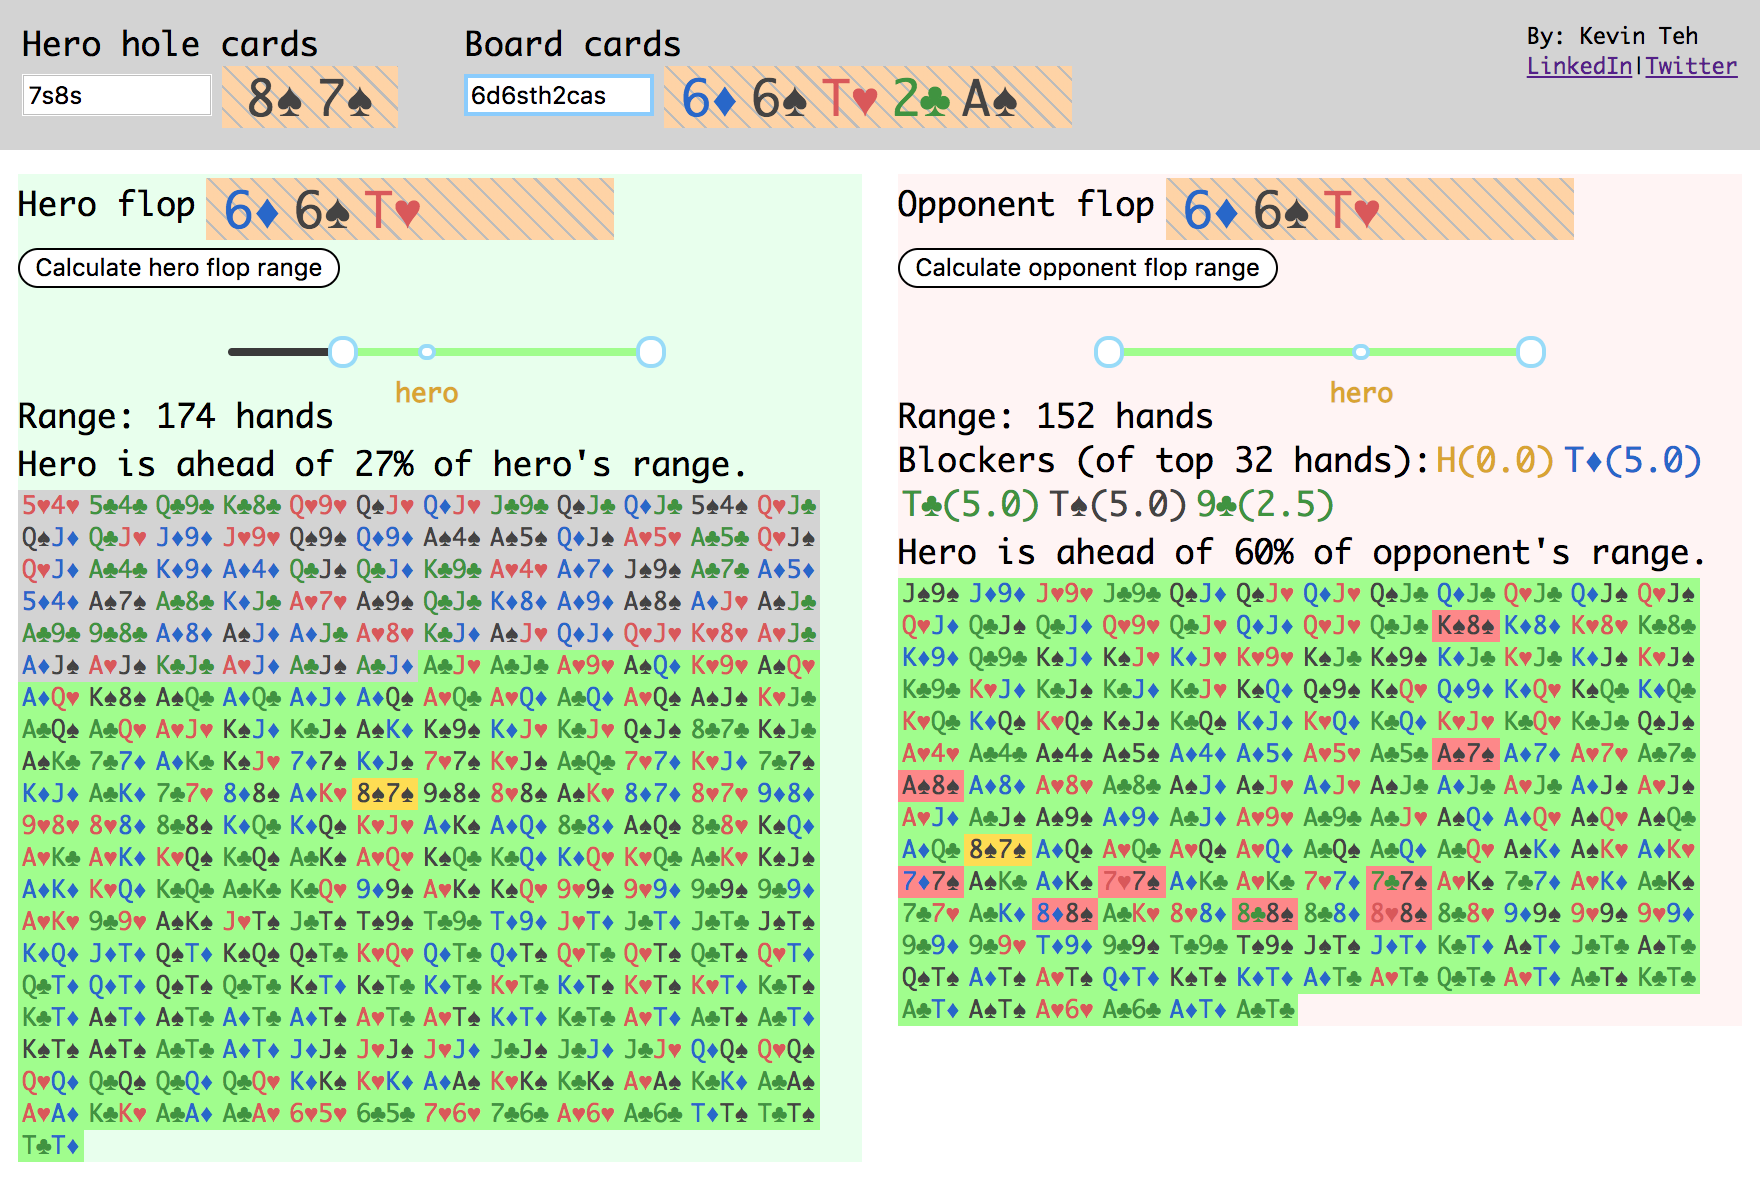 Hero hole cards
Board cards
By: Kevin Teh
7s8s
8♠ 7♠
6d6sth2cas
6♦ 6♠ T♥ 2♣ A♠
LinkedIn|Twitter
Hero flop 6♦ 6♠ T♥
Calculate hero flop range
hero
Range: 174 hands
Hero is ahead of 27% of hero's range.
5♥4♥ 5♣4♣ Q♣9♣ K♣8♣ Q♥9♥ Q♠J♥ Q♦J♥ J♣9♣ Q♠J♣ Q♦J♣ 5♠4♠ Q♥J♣
Q♠J♦ Q♣J♥ J♦9♦ J♥9♥ Q♠9♠ Q♦9♦ A♠4♠ A♠5♠ Q♦J♠ A♥5♥ A♣5♣ Q♥J♠
Q♥J♦ A♣4♣ K♦9♦ A♦4♦ Q♣J♠ Q♣J♦ K♣9♣ A♥4♥ A♦7♦ J♠9♠ A♣7♣ A♦5♦
5♦4♦ A♠7♠ A♣8♣ K♦J♣ A♥7♥ A♠9♠ Q♣J♣ K♦8♦ A♦9♦ A♠8♠ A♦J♥ A♠J♣
A♣9♣ 9♣8♣ A♦8♦ A♠J♦ A♦J♣ A♥8♥ K♣J♦ A♠J♥ Q♦J♦ Q♥J♥ K♥8♥ A♥J♣
A♦J♠ A♥J♠ K♣J♣ A♥J♦ A♣J♠ A♣J♦ A♣J♥ A♣J♣ A♥9♥ A♠Q♦ K♥9♥ A♠Q♥
A♦Q♥ K♠8♠ A♠Q♣ A♦Q♣ A♦J♦ A♦Q♠ A♥Q♣ A♥Q♦ A♣Q♦ A♥Q♠ A♠J♠ K♥J♣
A♣Q♠ A♣Q♥ A♥J♥ K♠J♦ K♣J♠ A♠K♦ K♠9♠ K♦J♥ K♣J♥ Q♠J♠ 8♣7♣ K♠J♣
A♠K♣ 7♦7♦ A♦K♣ K♠J♥ 7♦7♠ K♦J♠ 7♥7♠ K♥J♠ A♣Q♣ 7♥7♦ K♥J♦ 7♣7♠
K♦J♦ A♣K♦ 7♣7♥ 8♦8♠ A♦K♥ 8♠7♠ 9♠8♠ 8♥8♠ A♠K♥ 8♦7♦ 8♥7♥ 9♦8♦
9♥8♥ 8♥8♦ 8♣8♠ K♦Q♣ K♦Q♠ K♥J♥ A♦K♠ A♦Q♦ 8♣8♦ A♠Q♠ 8♣8♥ K♠Q♦
A♥K♣ A♥K♦ K♥Q♠ K♣Q♠ A♣K♠ A♥Q♥ K♠Q♣ K♣Q♦ K♦Q♥ K♥Q♣ A♣K♥ K♠J♠
A♦K♦ K♥Q♦ K♣Q♣ A♣K♣ K♣Q♥ 9♦9♠ A♥K♠ K♠Q♥ 9♥9♠ 9♥9♦ 9♣9♠ 9♣9♦
A♥K♥ 9♣9♥ A♠K♠ J♥T♠ J♣T♠ T♠9♠ T♣9♣ T♦9♦ J♥T♦ J♣T♦ J♣T♣ J♠T♠
K♦Q♦ J♦T♦ Q♠T♦ K♠Q♠ Q♠T♣ K♥Q♥ Q♦T♣ Q♦T♠ Q♥T♣ Q♥T♠ Q♣T♠ Q♥T♦
Q♣T♦ Q♦T♦ Q♠T♠ Q♣T♣ K♠T♦ K♠T♣ K♦T♣ K♥T♣ K♦T♠ K♥T♠ K♥T♦ K♣T♠
K♣T♦ A♠T♦ A♠T♣ A♦T♣ A♦T♠ A♥T♣ A♥T♠ K♦T♦ K♣T♣ A♥T♦ A♣T♠ A♣T♦
K♠T♠ A♠T♠ A♣T♣ A♦T♦ J♦J♠ J♥J♠ J♥J♦ J♣J♠ J♣J♦ J♣J♥ Q♦Q♠ Q♥Q♠
Q♥Q♦ Q♣Q♠ Q♣Q♦ Q♣Q♥ K♦K♠ K♥K♦ A♦A♠ K♥K♠ K♣K♠ A♥A♠ K♣K♦ A♣A♠
A♥A♦ K♣K♥ A♣A♦ A♣A♥ 6♥5♥ 6♣5♣ 7♥6♥ 7♣6♣ A♥6♥ A♣6♣ T♦T♠ T♣T♠
T♣T♦
Opponent flop 6♦ 6♠ T♥
Calculate opponent flop range
hero
Range: 152 hands
Blockers (of top 32 hands): H(0.0) T♦(5.0)
T♣(5.0) T♠(5.0) 9♣(2.5)
Hero is ahead of 60% of opponent's range.
J♠9♠ J♦9♦ J♥9♥ J♣9♣ Q♠J♦ Q♠J♥ Q♦J♥ Q♠J♣ Q♦J♣ Q♥J♣ Q♦J♠ Q♥J♠
Q♥J♦ Q♣J♠ Q♣J♦ Q♥9♥ Q♣J♥ Q♦J♦ Q♥J♥ Q♣J♣ K♠8♠ K♦8♦ K♥8♥ K♣8♣
K♦9♦ Q♣9♣ K♠J♦ K♠J♥ K♦J♥ K♥9♥ K♠J♣ K♠9♠ K♦J♣ K♥J♣ K♦J♠ K♥J♠
K♣9♣ K♥J♦ K♣J♠ K♣J♦ K♣J♥ K♠Q♦ Q♠9♠ K♠Q♥ Q♦9♦ K♦Q♥ K♠Q♣ K♦Q♣
K♥Q♣ K♦Q♠ K♥Q♠ K♠J♠ K♣Q♠ K♦J♦ K♥Q♦ K♣Q♦ K♥J♥ K♣Q♥ K♣J♣ Q♠J♠
A♥4♥ A♣4♣ A♠4♠ A♠5♠ A♦4♦ A♦5♦ A♥5♥ A♣5♣ A♠7♠ A♦7♦ A♥7♥ A♣7♣
A♠8♠ A♦8♦ A♥8♥ A♣8♣ A♠J♦ A♠J♥ A♦J♥ A♠J♣ A♦J♣ A♥J♣ A♦J♠ A♥J♠
A♥J♦ A♣J♠ A♠9♠ A♦9♦ A♣J♦ A♥9♥ A♣9♣ A♣J♥ A♠Q♦ A♦Q♥ A♠Q♥ A♠Q♣
A♦Q♣ 8♠7♠ A♦Q♠ A♥Q♣ A♥Q♠ A♥Q♦ A♣Q♠ A♣Q♦ A♣Q♥ A♠K♦ A♠K♥ A♦K♥
7♦7♠ A♠K♣ A♦K♠ 7♥7♠ A♦K♣ A♥K♣ 7♥7♦ 7♣7♠ A♥K♠ 7♣7♦ A♥K♦ A♣K♠
7♣7♥ A♣K♦ 8♦8♠ A♣K♥ 8♥8♦ 8♣8♠ 8♣8♦ 8♥8♠ 8♣8♥ 9♦9♠ 9♥9♠ 9♥9♦
9♣9♦ 9♣9♥ T♦9♦ 9♣9♠ T♣9♣ T♠9♠ J♠T♠ J♦T♦ K♣T♦ A♠T♦ J♣T♣ A♠T♣
Q♠T♠ A♦T♠ A♥T♠ Q♦T♦ K♠T♠ K♦T♦ A♦T♣ A♥T♣ Q♣T♣ A♥T♦ A♣T♠ K♣T♣
A♣T♦ A♠T♠ A♥6♥ A♣6♣ A♦T♦ A♣T♣